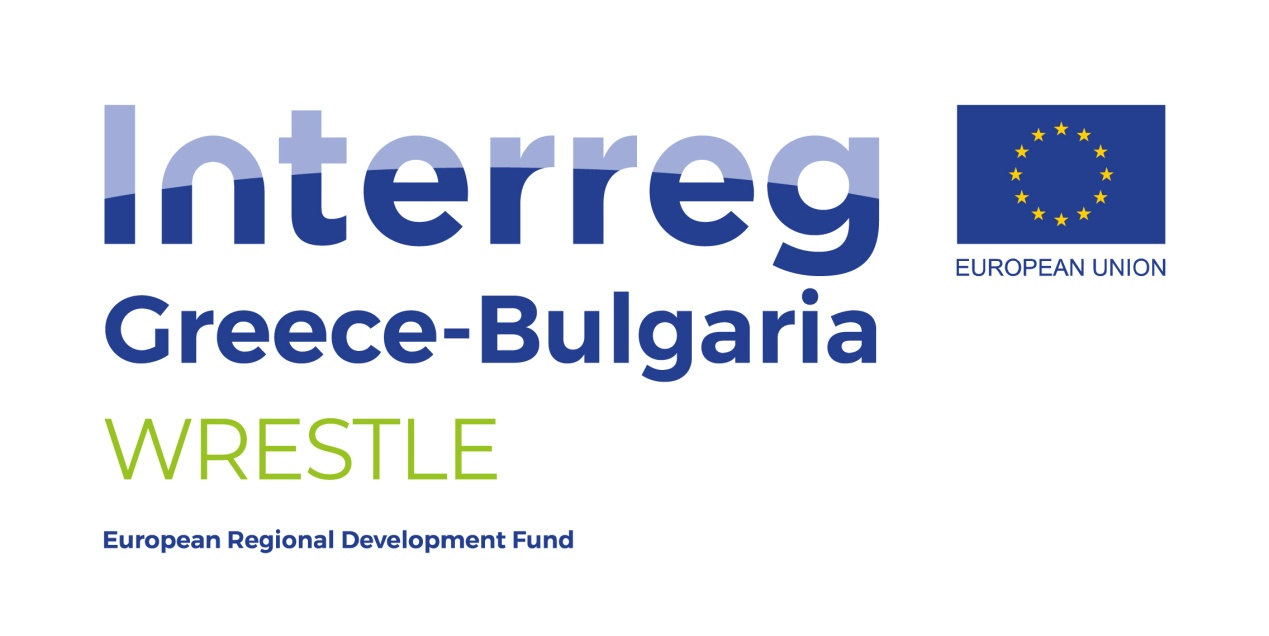 Interreg
EUROPEAN UNION
Greece-Bulgaria
WRESTLE
European Regional Development Fund